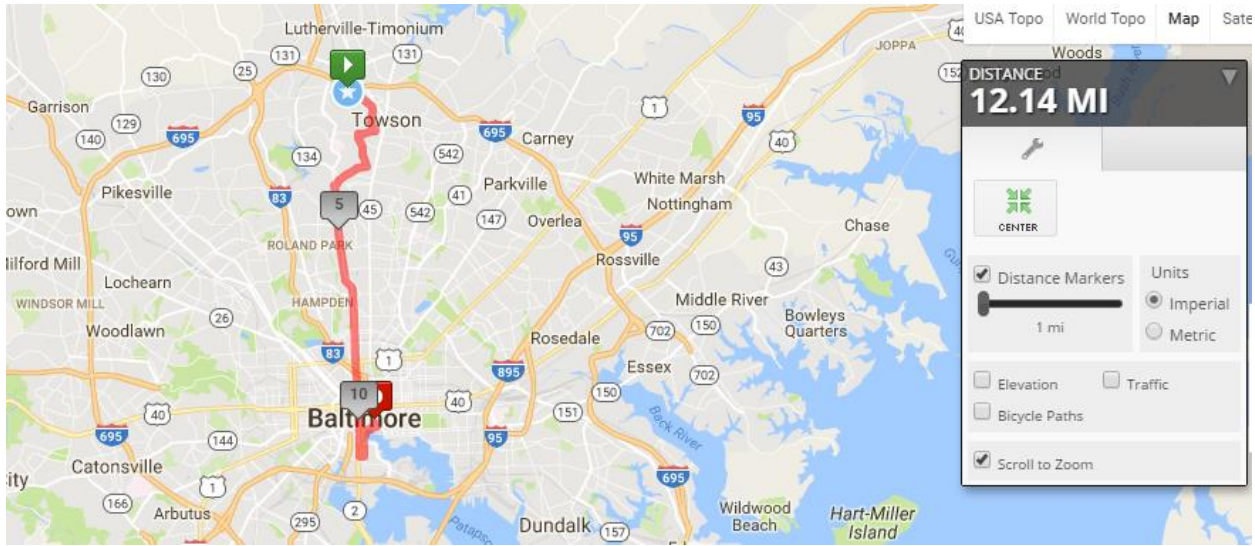 USA Topo World Topo Map Sate
DISTANCE
12.14 MI
CENTER
Distance Markers
1 mi
Units
Imperial
Metric
Elevation
Traffic
Bicycle Paths
Scroll to Zoom
Lutherville-Timonium
JOPPA
Woods
40
152
131
131
25
130
1
Garrison
129
140
695
Towson
695
Carney
95
40
134
542
Pikesville
83
41
Parkville
White Marsh
Nottingham
own
5
45
542
147
Overlea
Chase
95
ROLAND PARK
Rossville
Milford Mill
43
Lochearn
WINDSOR MILL
HAMPDEN
Middle River
Bowleys
Quarters
26
Woodlawn
702
150
83
Rosedale
1
895
Essex
702
10
40
40
150
Baltimore
151
695
144
95
Back River
Catonsville
695
ity
1
166
Arbutus
295
2
Patapsco
Dundalk
157
Wildwood
Beach
Hart-Miller
Island